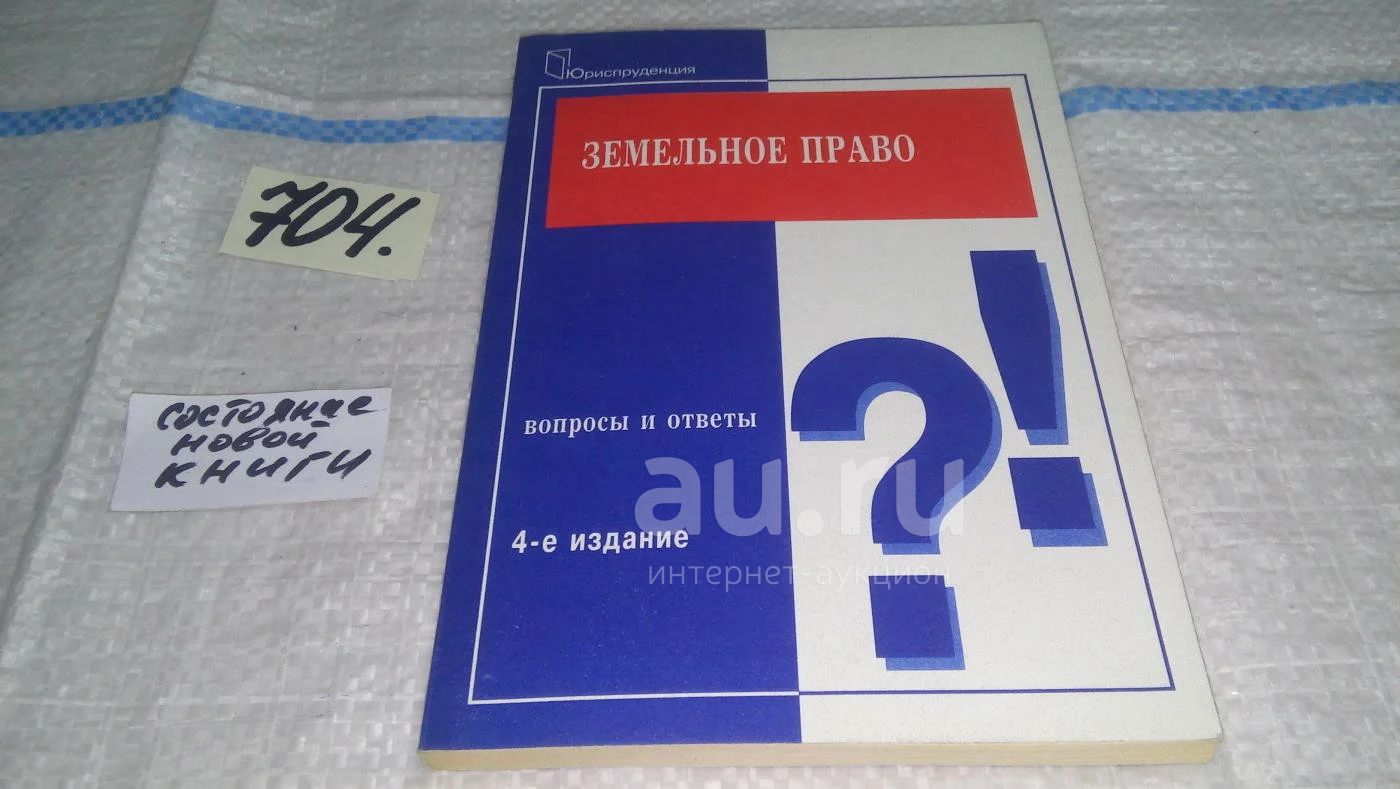 Юриспруденция
ЗЕМЕЛЬНОЕ ПРАВО
704.
?!
состояние
новой
книги
вопросы и ответы
4-е издание
au.ru
интернет-аукцион